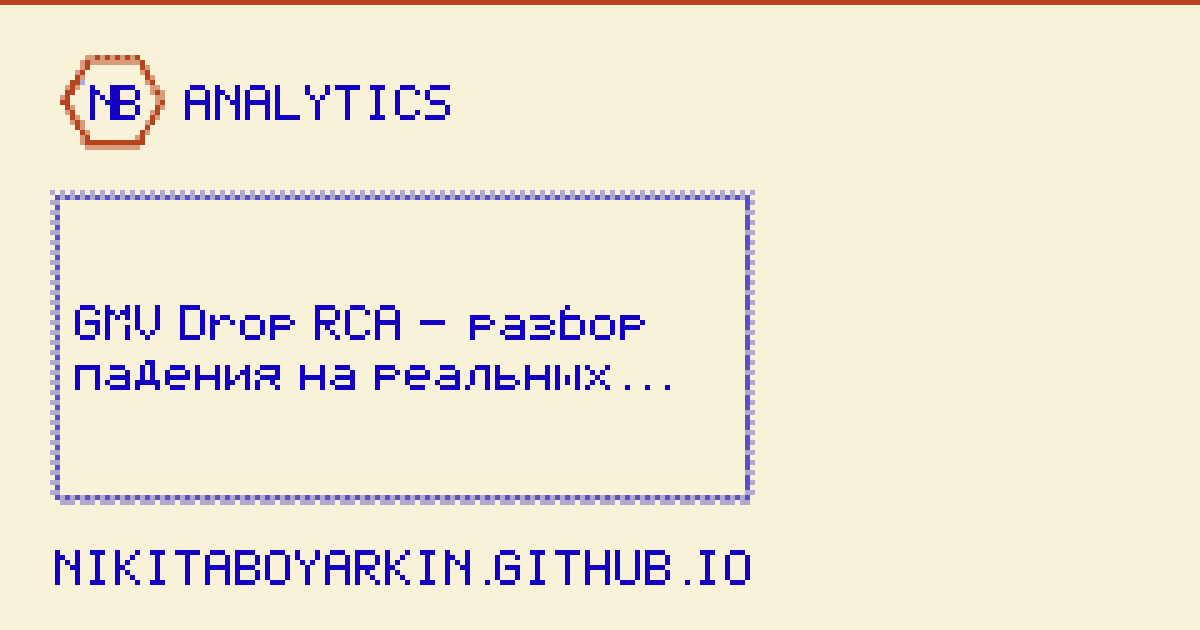 NB ANALYTICS
GMV Drop RCA — разбор
падения на реальных...
NIKITABOYARKIN.GITHUB.IO